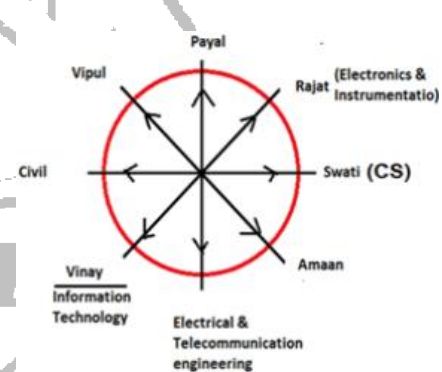 Payal
Vipul
Rajat (Electronics &
Instrumentatio)
Civil
Swati (CS)
Amaan
Vinay
Information
Technology
Electrical &
Telecommunication
engineering